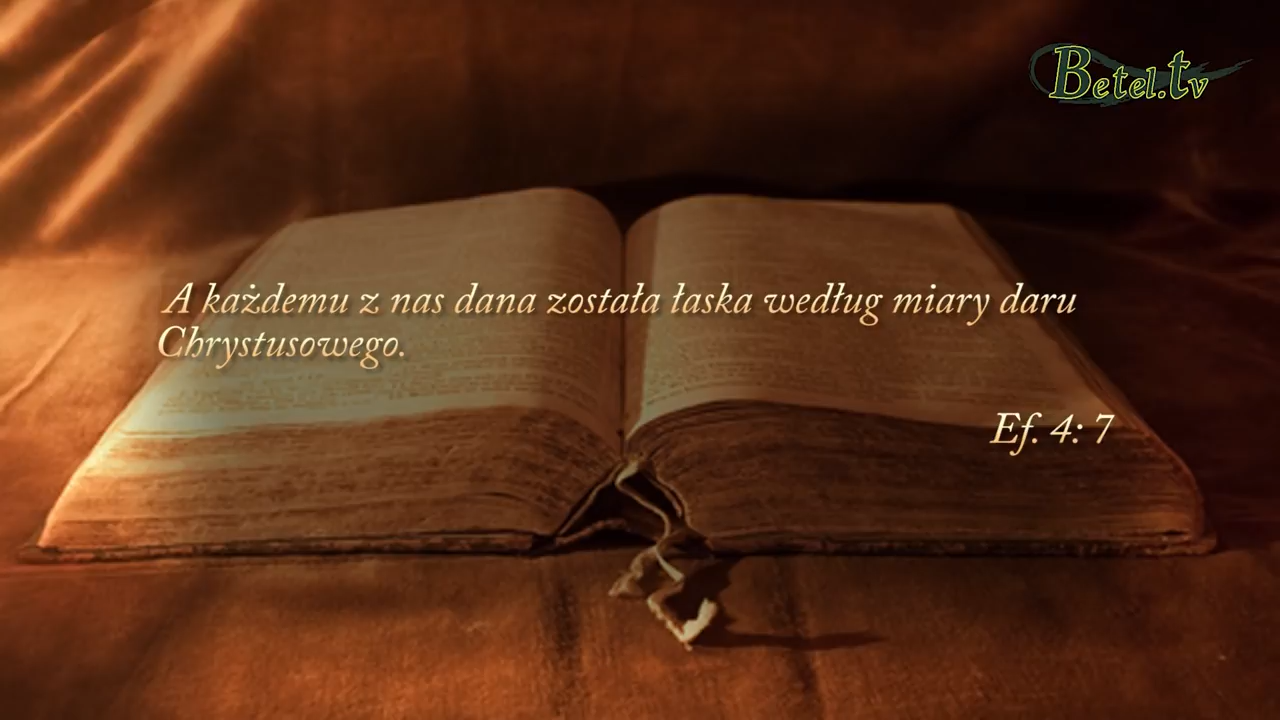 Betel.tv
A każdemu z nas dana została łaska według miary daru
Chrystusowego.
Ef. 4: 7